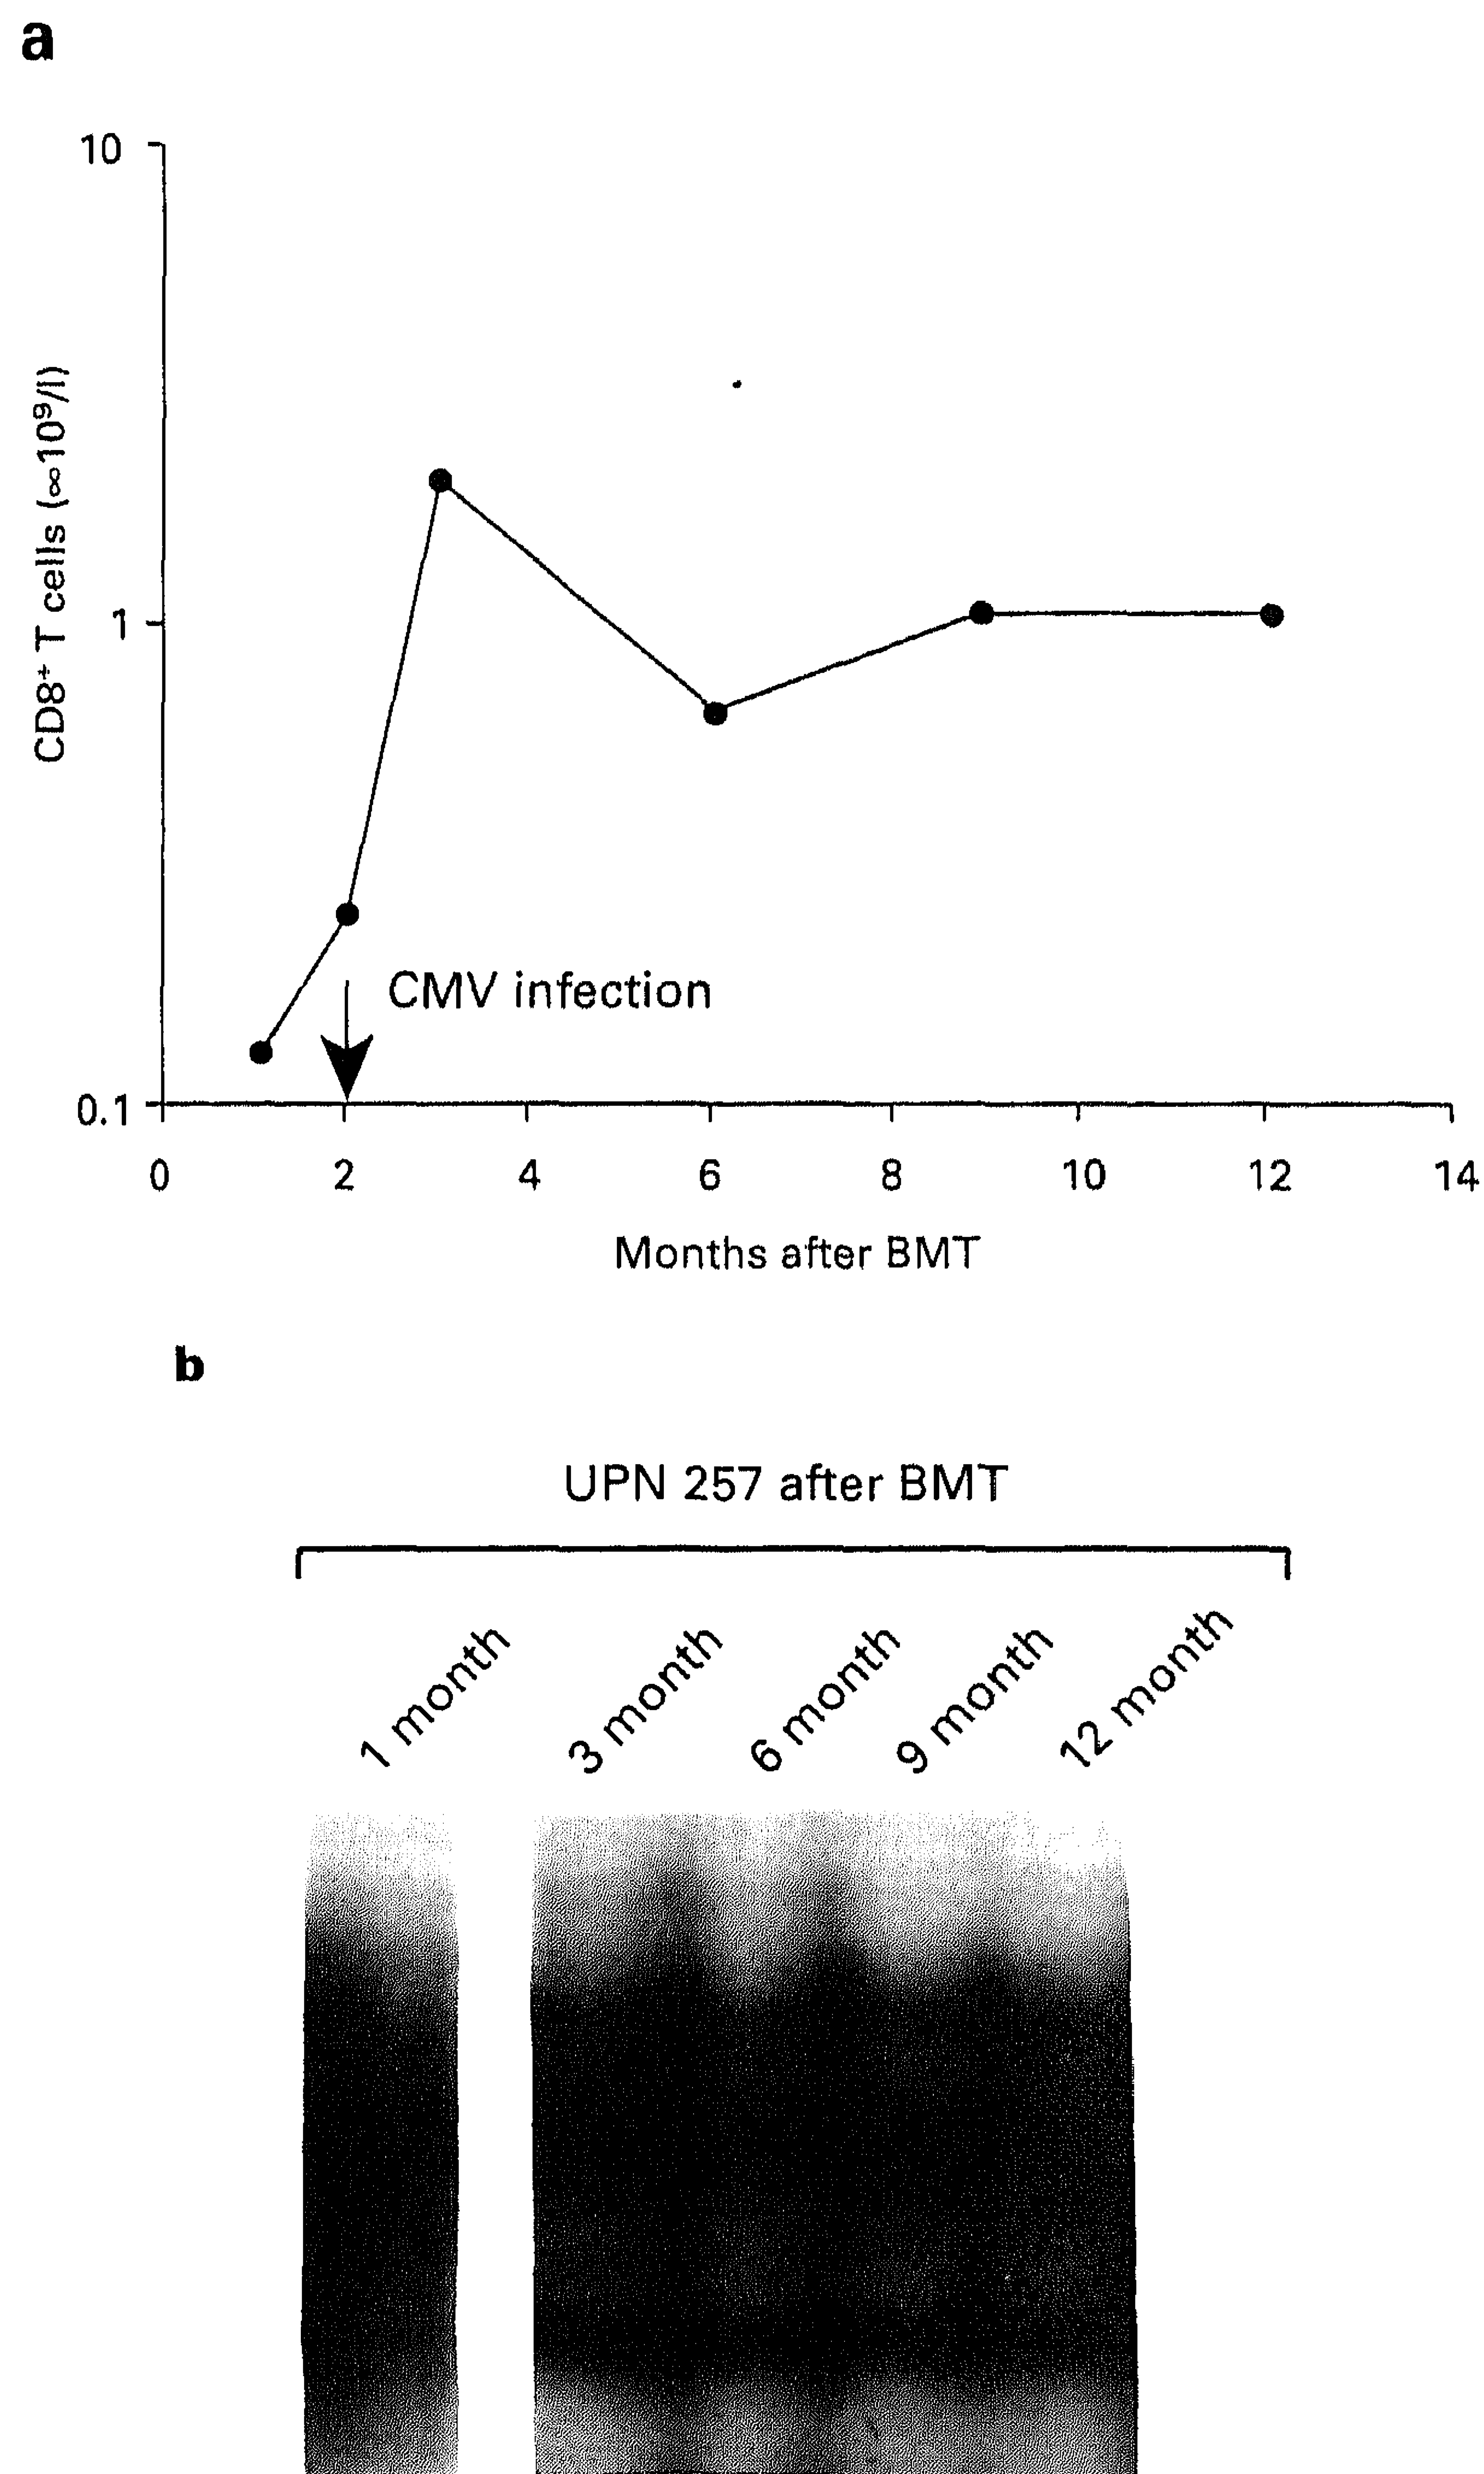 a
10
1
0.1
CD8+ T cells (∞10⁹/l)
CMV infection
0 2 4 6 8 10 12 14
Months after BMT
b
UPN 257 after BMT
1 month 3 month 6 month 9 month 12 month